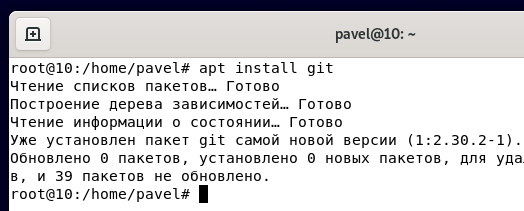 pavel@10: ~
root@10:/home/pavel# apt install git
Чтение списков пакетов… Готово
Построение дерева зависимостей… Готово
Чтение информации о состоянии… Готово
Уже установлен пакет git самой новой версии (1:2.30.2-1).
Обновлено 0 пакетов, установлено 0 новых пакетов, для
в, и 39 пакетов не обновлено.
root@10:/home/pavel#